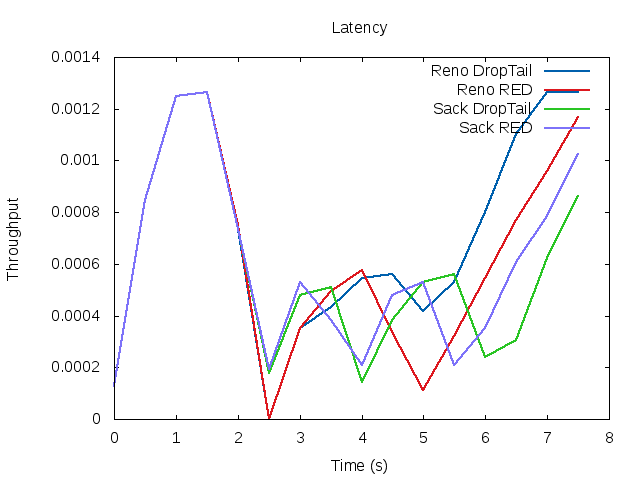 Latency
0.0014
0.0012
0.001
0.0008
0.0006
0.0004
0.0002
0
Throughput
Reno DropTail
Reno RED
Sack DropTail
Sack RED
0 1 2 3 4 5 6 7 8
Time (s)